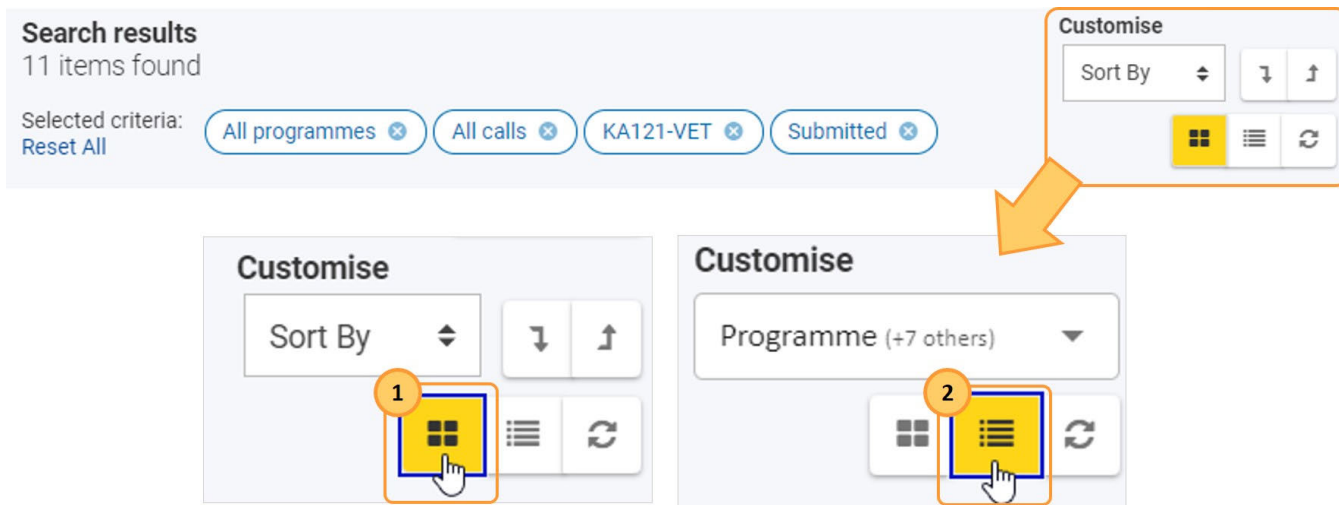 Search results
11 items found
Selected criteria:
Reset All
All programmes
All calls
KA121-VET
Submitted
Customise
Sort By
Customise
Sort By
1
Customise
Programme (+7 others)
2